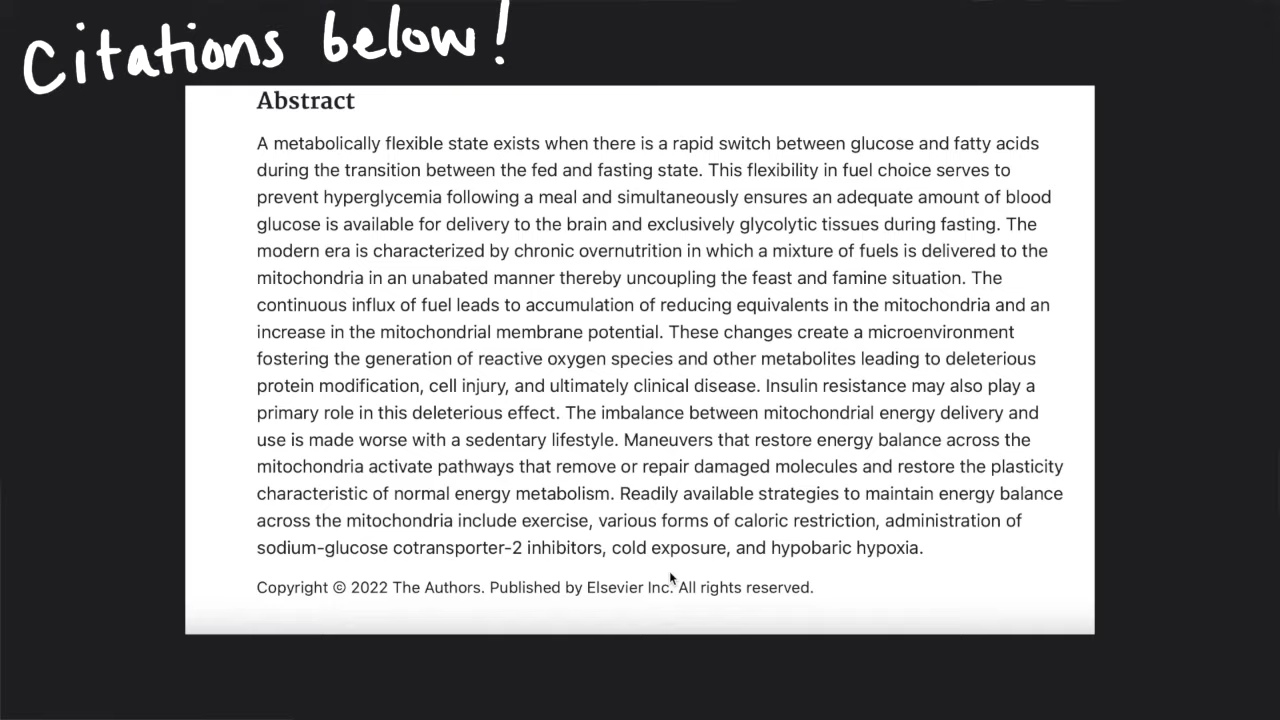 Citations below!
Abstract
A metabolically flexible state exists when there is a rapid switch between glucose and fatty acids
during the transition between the fed and fasting state. This flexibility in fuel choice serves to
prevent hyperglycemia following a meal and simultaneously ensures an adequate amount of blood
glucose is available for delivery to the brain and exclusively glycolytic tissues during fasting. The
modern era is characterized by chronic overnutrition in which a mixture of fuels is delivered to the
mitochondria in an unabated manner thereby uncoupling the feast and famine situation. The
continuous influx of fuel leads to accumulation of reducing equivalents in the mitochondria and an
increase in the mitochondrial membrane potential. These changes create a microenvironment
fostering the generation of reactive oxygen species and other metabolites leading to deleterious
protein modification, cell injury, and ultimately clinical disease. Insulin resistance may also play a
primary role in this deleterious effect. The imbalance between mitochondrial energy delivery and
use is made worse with a sedentary lifestyle. Maneuvers that restore energy balance across the
mitochondria activate pathways that remove or repair damaged molecules and restore the plasticity
characteristic of normal energy metabolism. Readily available strategies to maintain energy balance
across the mitochondria include exercise, various forms of caloric restriction, administration of
sodium-glucose cotransporter-2 inhibitors, cold exposure, and hypobaric hypoxia.
Copyright © 2022 The Authors. Published by Elsevier Inc. All rights reserved.